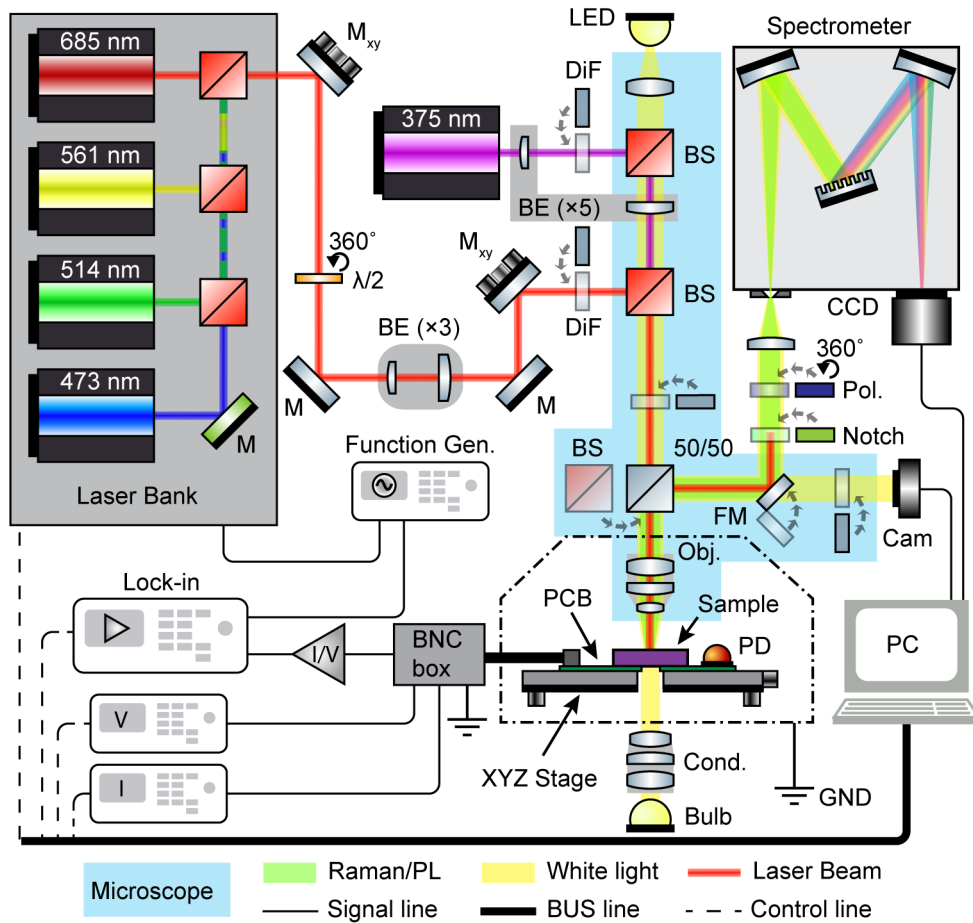 LED
Spectrometer
685 nm
M_xy
DiF
375 nm
BS
561 nm
BE (×5)
360°
λ/2
M_xy
514 nm
BS
DiF
CCD
BE (×3)
360°
473 nm
Pol.
M
M
M
Notch
Function Gen.
BS
50/50
Laser Bank
FM
Cam
Obj.
Lock-in
PCB
Sample
BNC
box
I/V
PD
PC
V
XYZ Stage
Cond.
I
GND
Bulb
Microscope
Raman/PL
White light
Laser Beam
Signal line
BUS line
Control line